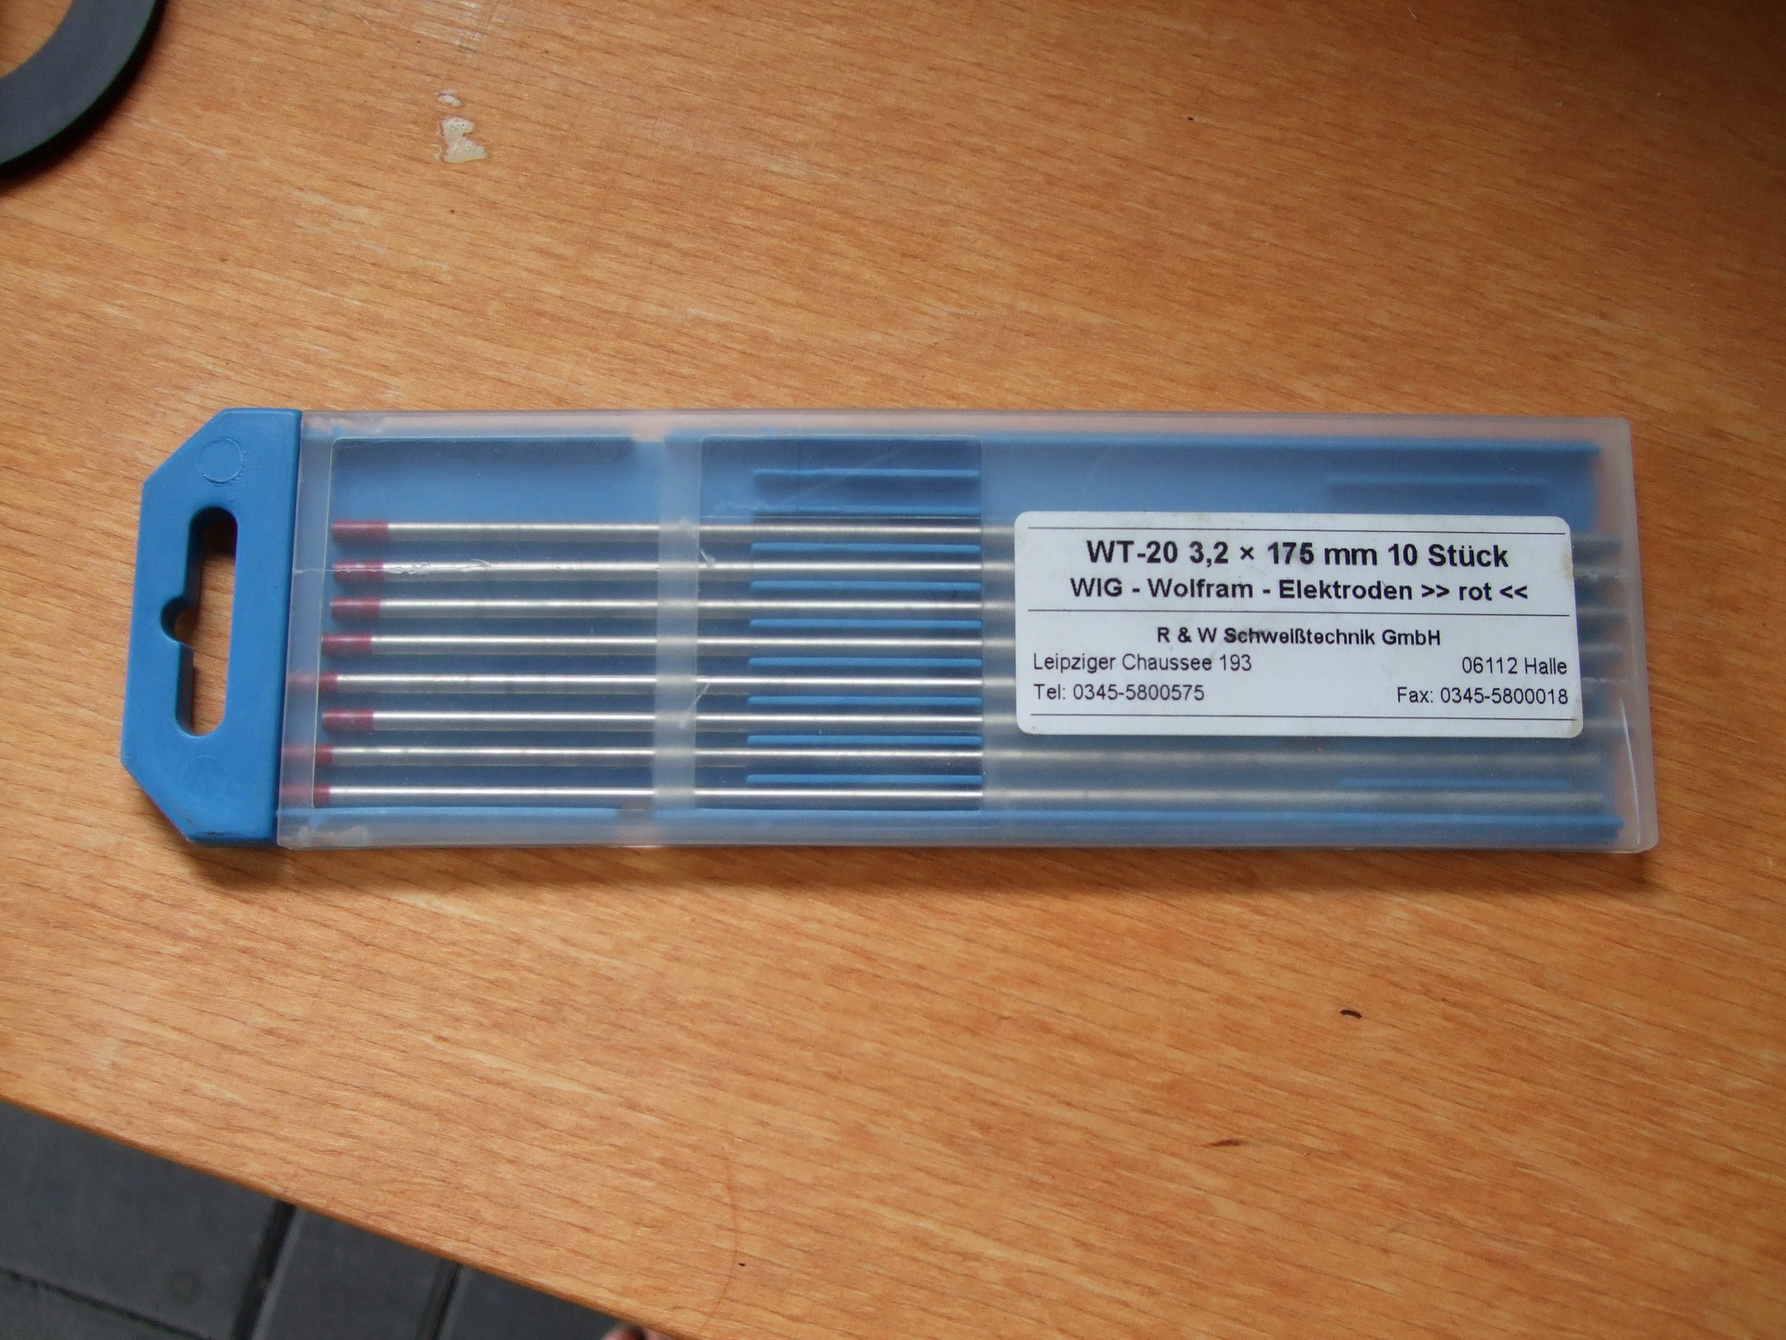 WT-20 3,2 × 175 mm 10 Stück
WIG - Wolfram - Elektroden >> rot <<
R & W Schweißtechnik GmbH
Leipziger Chaussee 193 06112 Halle
Tel: 0345-5800575 Fax: 0345-5800018